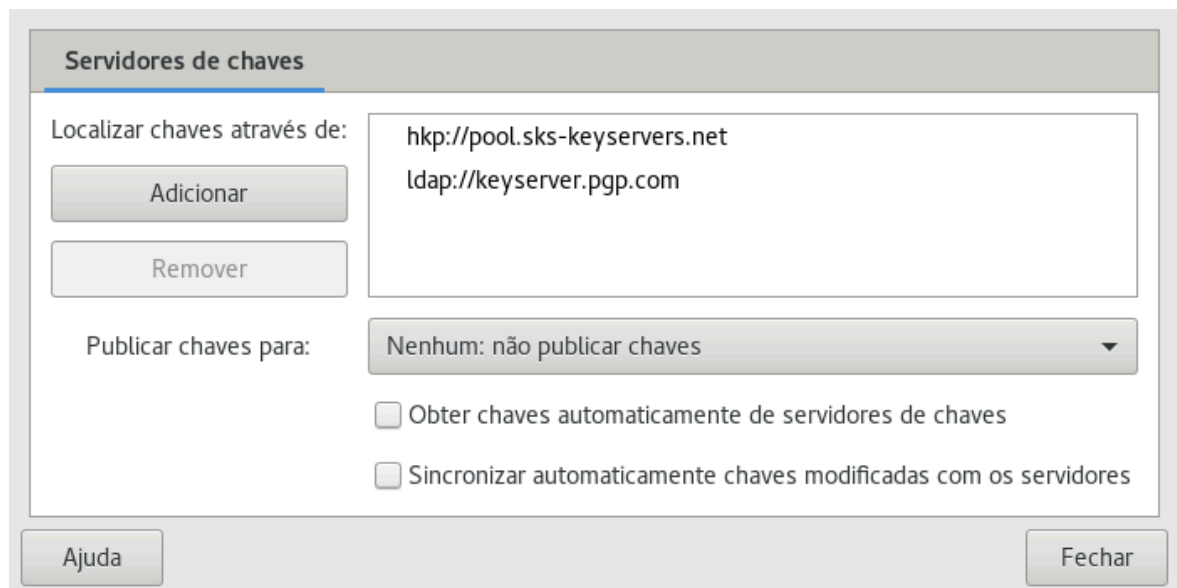 Servidores de chaves
Localizar chaves através de:
hkp://pool.sks-keyservers.net
ldap://keyserver.pgp.com
Adicionar
Remover
Publicar chaves para:
Nenhum: não publicar chaves
Obter chaves automaticamente de servidores de chaves
Sincronizar automaticamente chaves modificadas com os servidores
Ajuda
Fechar